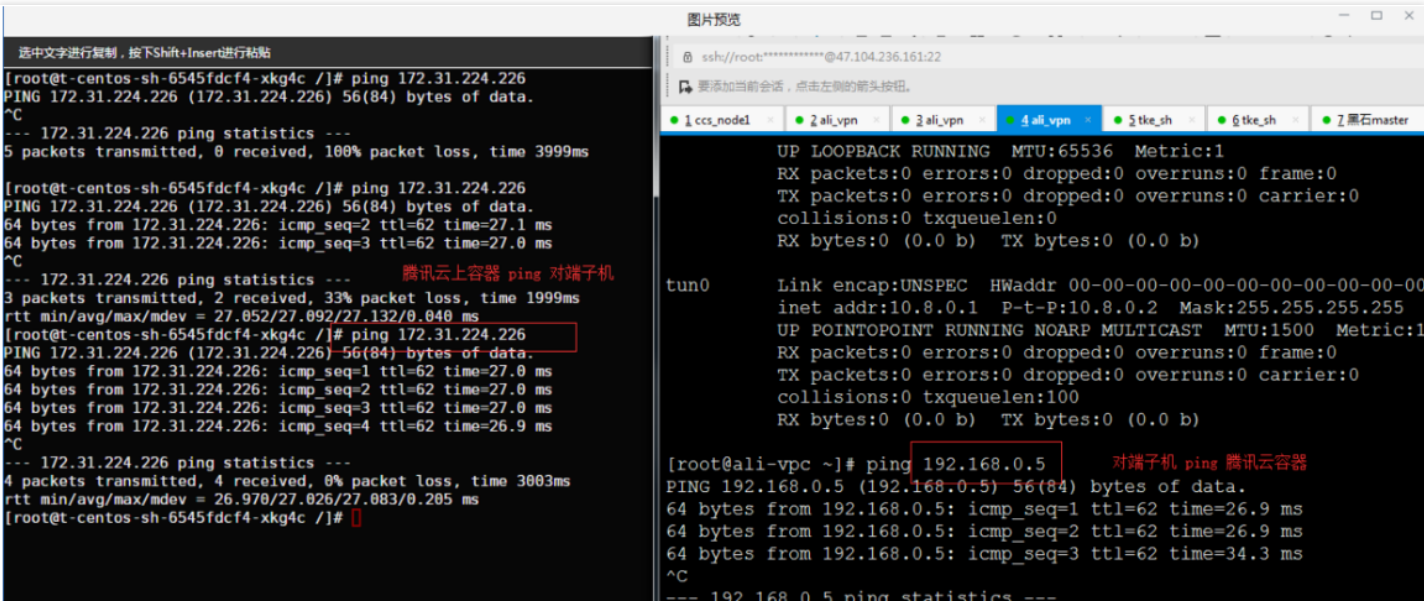 图片预览
选中文字进行复制，按下Shift+Insert进行粘贴
[root@t-centos-sh-6545fdcf4-xkg4c /]# ping 172.31.224.226
PING 172.31.224.226 (172.31.224.226) 56(84) bytes of data.
^C
--- 172.31.224.226 ping statistics ---
5 packets transmitted, 0 received, 100% packet loss, time 3999ms
[root@t-centos-sh-6545fdcf4-xkg4c /]# ping 172.31.224.226
PING 172.31.224.226 (172.31.224.226) 56(84) bytes of data.
64 bytes from 172.31.224.226: icmp_seq=2 ttl=62 time=27.1 ms
64 bytes from 172.31.224.226: icmp_seq=3 ttl=62 time=27.0 ms
^C
--- 172.31.224.226 ping statistics ---
腾讯云上容器 ping 对端子机
3 packets transmitted, 2 received, 33% packet loss, time 1999ms
rtt min/avg/max/mdev = 27.052/27.092/27.132/0.040 ms
[root@t-centos-sh-6545fdcf4-xkg4c /]# ping 172.31.224.226
PING 172.31.224.226 (172.31.224.226) 56(84) bytes of data.
64 bytes from 172.31.224.226: icmp_seq=1 ttl=62 time=27.0 ms
64 bytes from 172.31.224.226: icmp_seq=2 ttl=62 time=27.0 ms
64 bytes from 172.31.224.226: icmp_seq=3 ttl=62 time=27.0 ms
64 bytes from 172.31.224.226: icmp_seq=4 ttl=62 time=26.9 ms
^C
--- 172.31.224.226 ping statistics ---
4 packets transmitted, 4 received, 0% packet loss, time 3003ms
rtt min/avg/max/mdev = 26.970/27.026/27.083/0.205 ms
[root@t-centos-sh-6545fdcf4-xkg4c /]#
ssh://root:************@47.104.236.161:22
要添加当前会话，点击左侧的箭头按钮。
1 ccs_node1 × 2 ali_vpn × 3 ali_vpn × 4 ali_vpn × 5 tke_sh × 6 tke_sh × 7 黑石master
UP LOOPBACK RUNNING  MTU:65536  Metric:1
RX packets:0 errors:0 dropped:0 overruns:0 frame:0
TX packets:0 errors:0 dropped:0 overruns:0 carrier:0
collisions:0 txqueuelen:0
RX bytes:0 (0.0 b)  TX bytes:0 (0.0 b)
tun0 Link encap:UNSPEC  HWaddr 00-00-00-00-00-00-00-00-00-00-00
inet addr:10.8.0.1  P-t-P:10.8.0.2  Mask:255.255.255.255
UP POINTOPOINT RUNNING NOARP MULTICAST  MTU:1500  Metric:1
RX packets:0 errors:0 dropped:0 overruns:0 frame:0
TX packets:0 errors:0 dropped:0 overruns:0 carrier:0
collisions:0 txqueuelen:100
RX bytes:0 (0.0 b)  TX bytes:0 (0.0 b)
[root@ali-vpc ~]# ping 192.168.0.5 对端子机 ping 腾讯云容器
PING 192.168.0.5 (192.168.0.5) 56(84) bytes of data.
64 bytes from 192.168.0.5: icmp_seq=1 ttl=62 time=26.9 ms
64 bytes from 192.168.0.5: icmp_seq=2 ttl=62 time=26.9 ms
64 bytes from 192.168.0.5: icmp_seq=3 ttl=62 time=34.3 ms
^C
--- 192.168.0.5 ping statistics ---